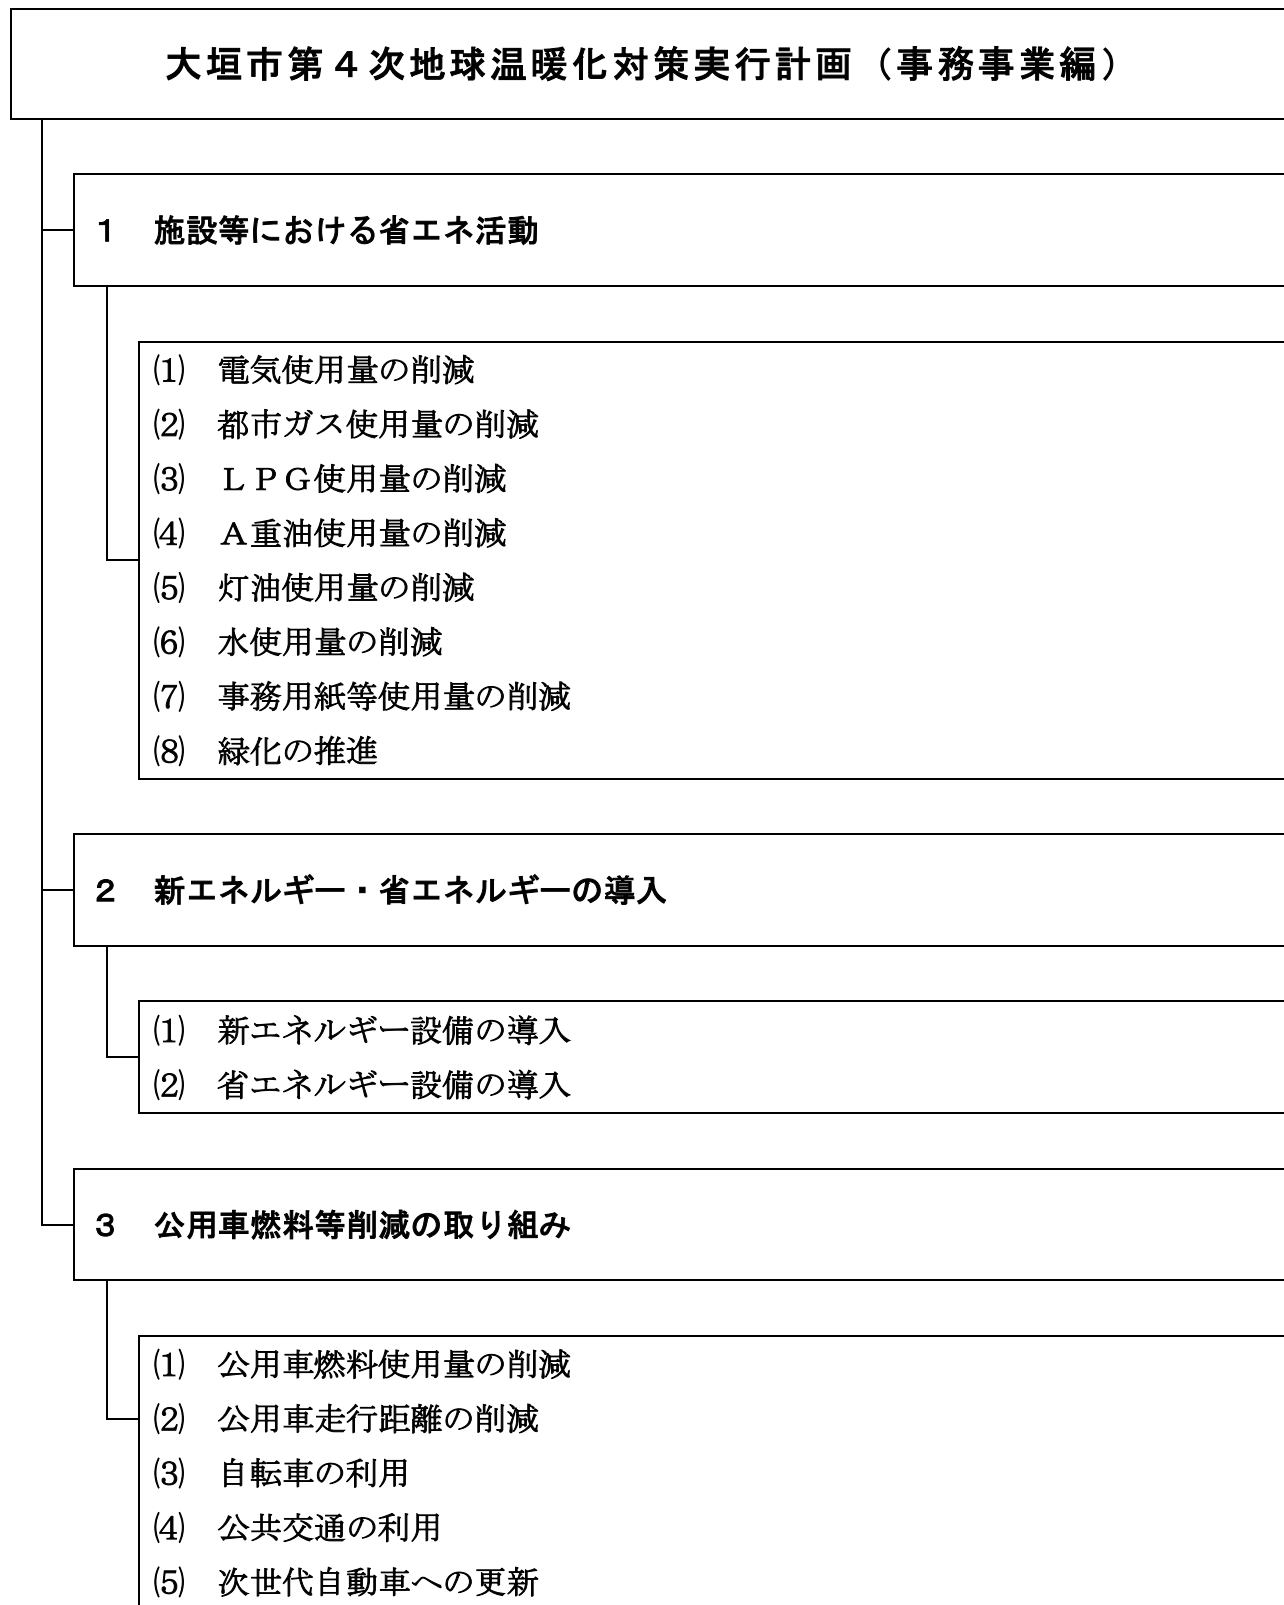 大垣市第４次地球温暖化対策実行計画（事務事業編）
１　施設等における省エネ活動
⑴　電気使用量の削減
⑵　都市ガス使用量の削減
⑶　ＬＰＧ使用量の削減
⑷　Ａ重油使用量の削減
⑸　灯油使用量の削減
⑹　水使用量の削減
⑺　事務用紙等使用量の削減
⑻　緑化の推進
２　新エネルギー・省エネルギーの導入
⑴　新エネルギー設備の導入
⑵　省エネルギー設備の導入
３　公用車燃料等削減の取り組み
⑴　公用車燃料使用量の削減
⑵　公用車走行距離の削減
⑶　自転車の利用
⑷　公共交通の利用
⑸　次世代自動車への更新